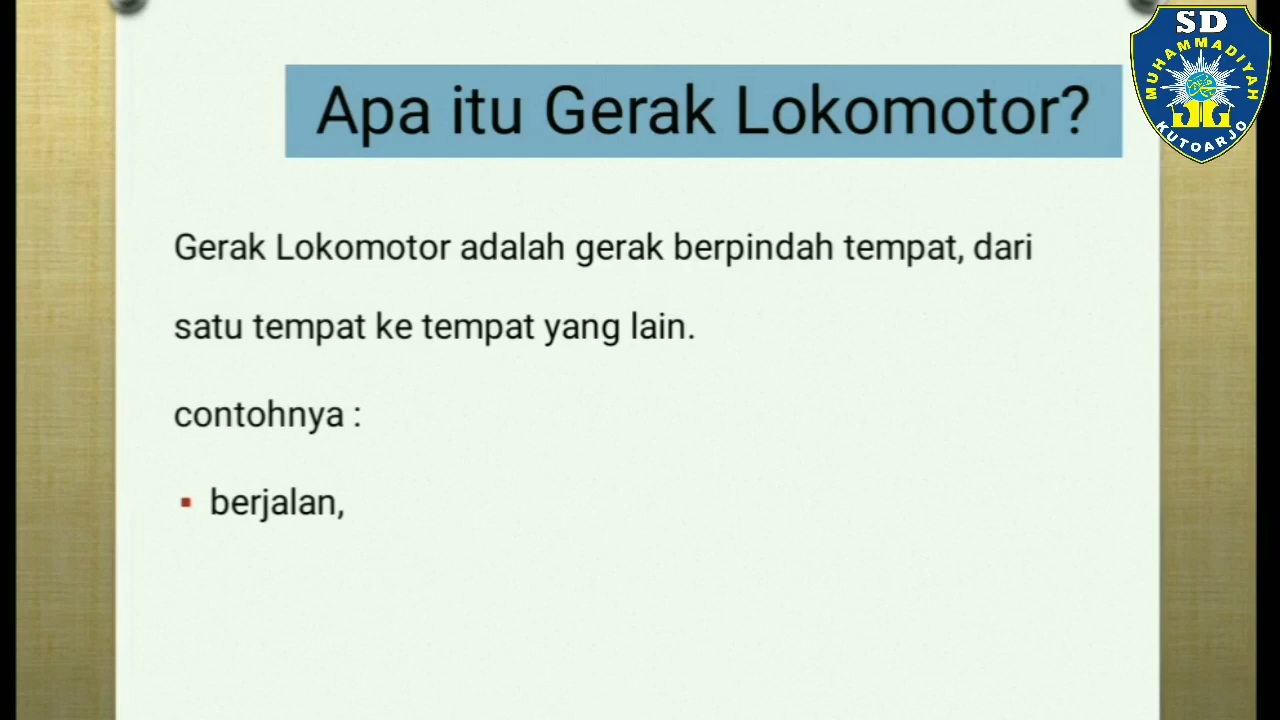 SD
MUHAMMADIYAH
KUTOARJO
Apa itu Gerak Lokomotor?
Gerak Lokomotor adalah gerak berpindah tempat, dari
satu tempat ke tempat yang lain.
contohnya :
▪ berjalan,